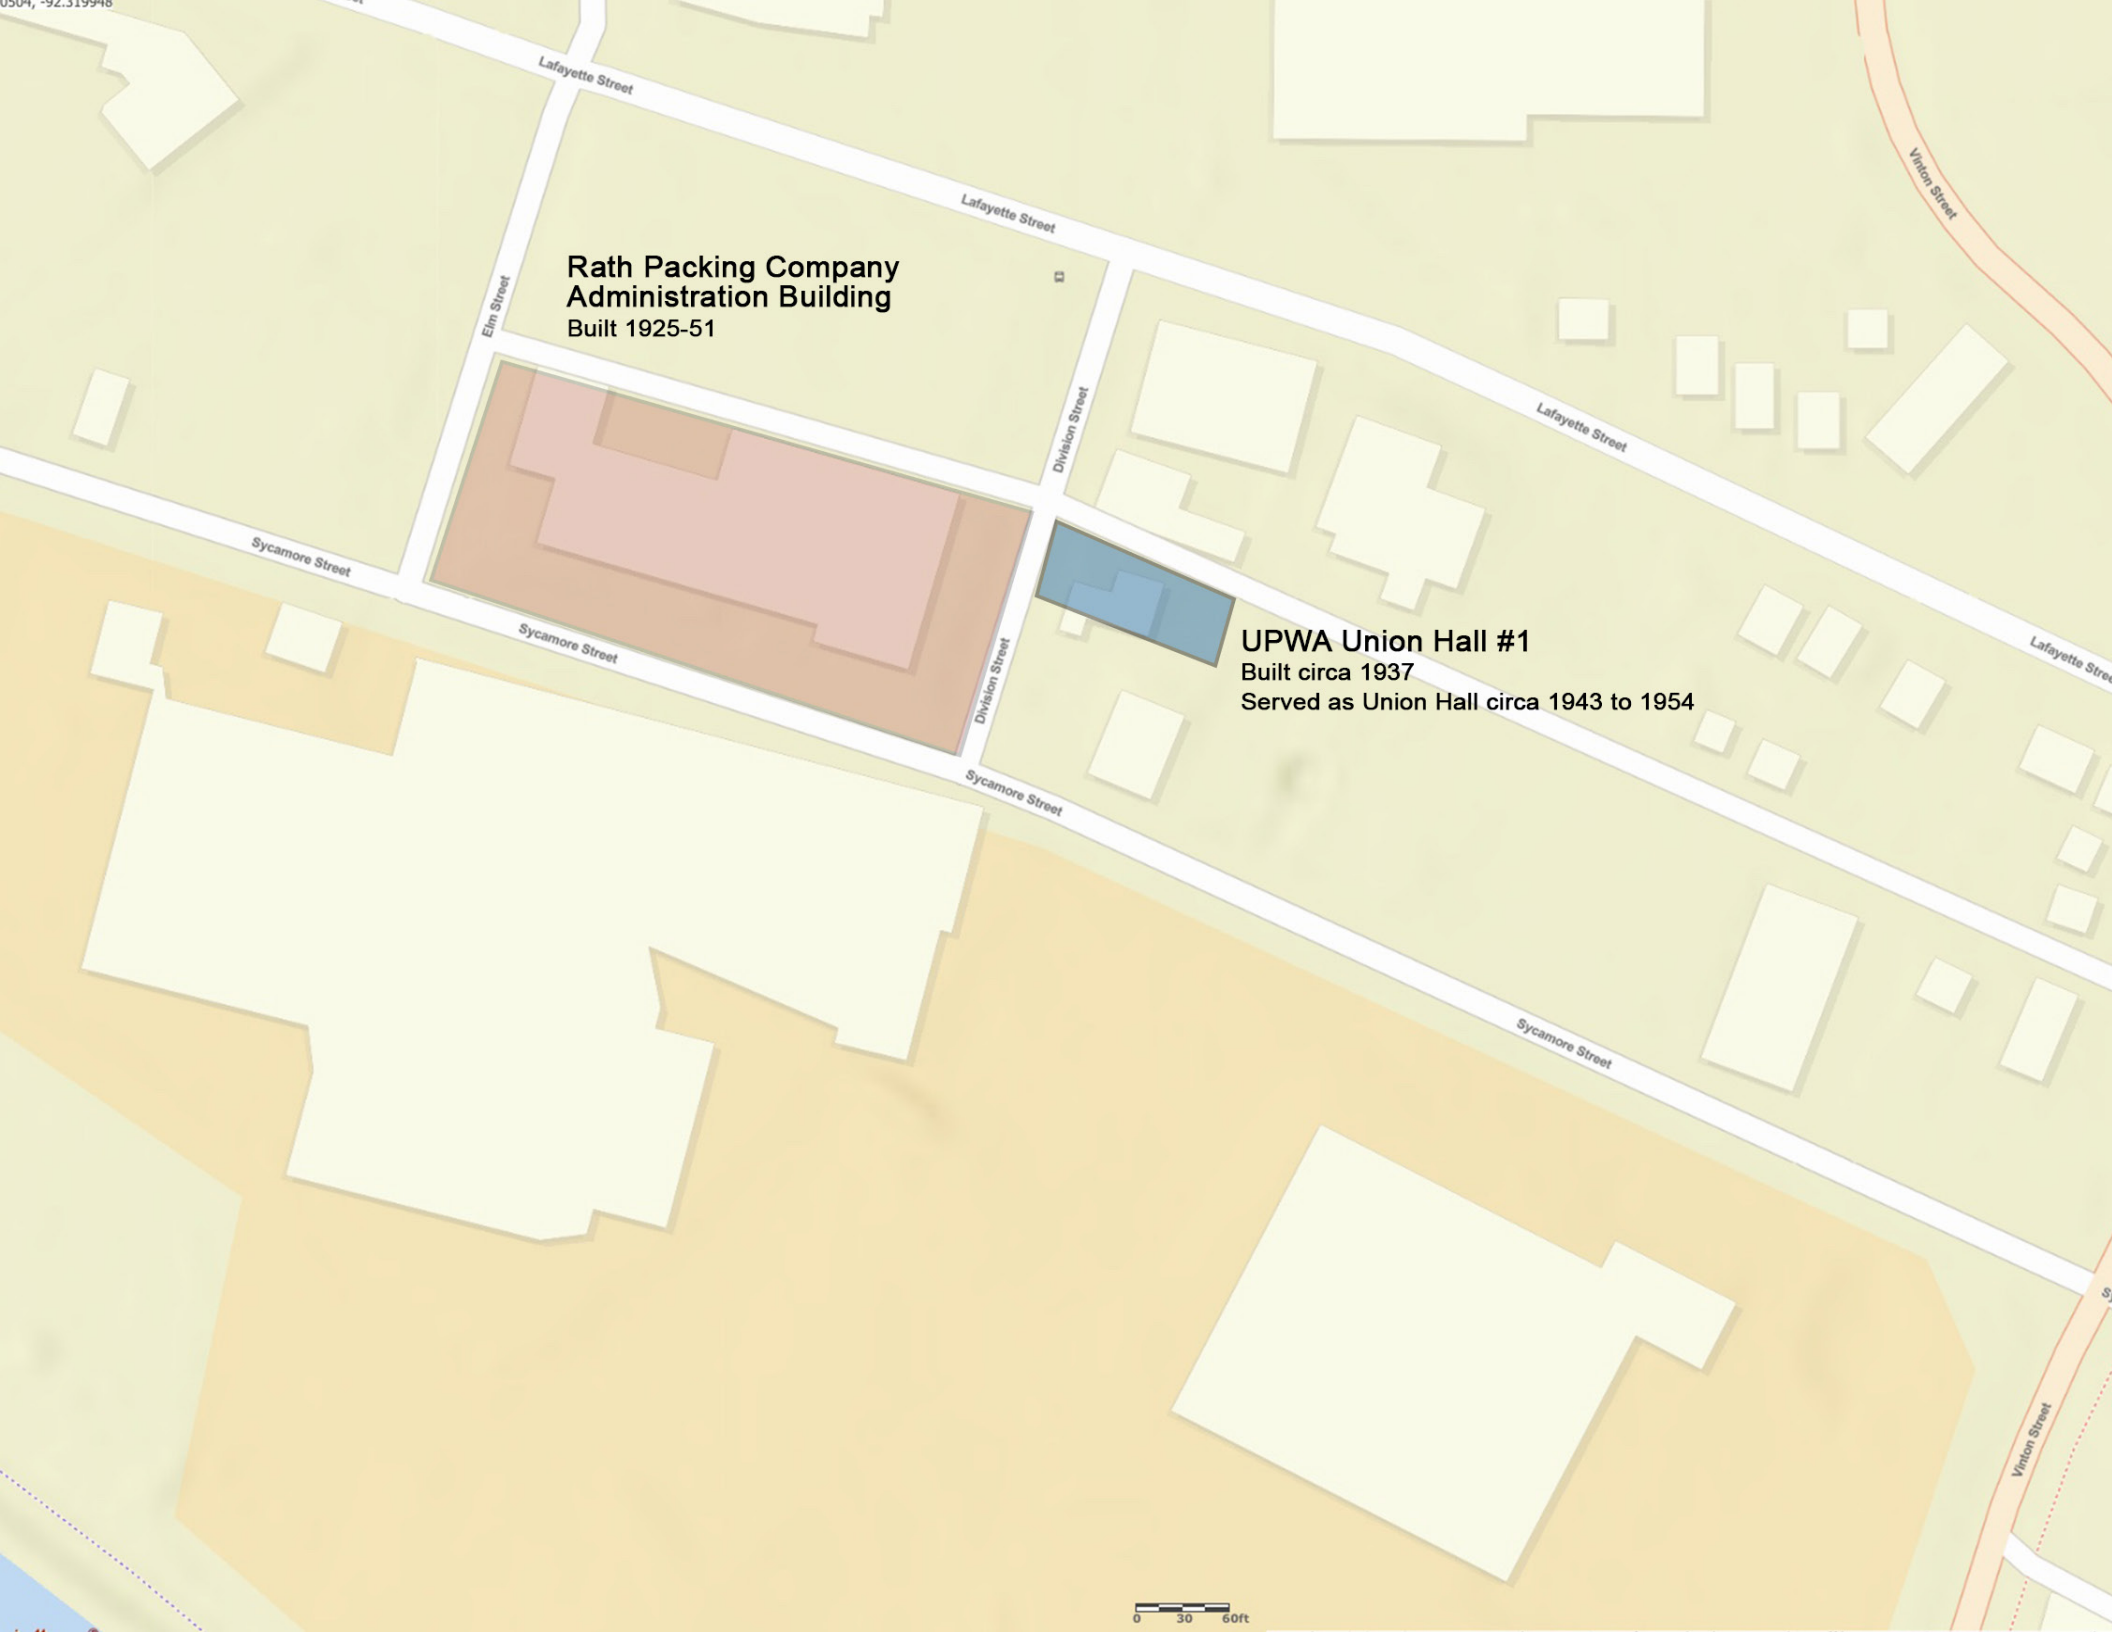 Lafayette Street
Lafayette Street
Vinton Street
Rath Packing Company
Administration Building
Built 1925-51
Elm Street
Division Street
Lafayette Street
Sycamore Street
Sycamore Street
Division Street
UPWA Union Hall #1
Built circa 1937
Served as Union Hall circa 1943 to 1954
Lafayette Stree
Sycamore Street
Sycamore Street
Vinton Street
0 30 60ft